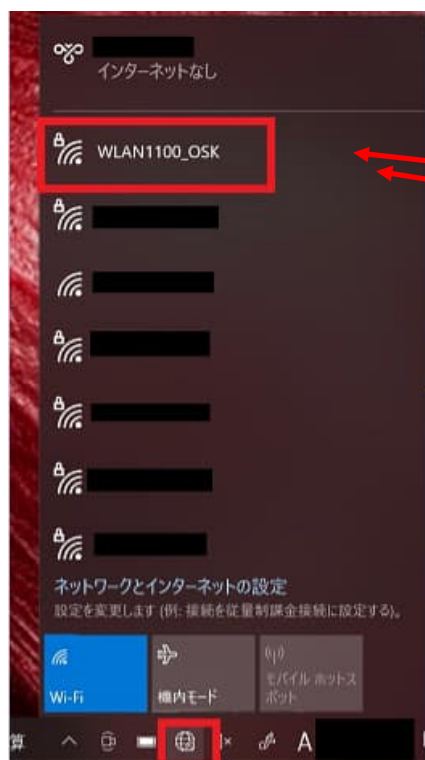 インターネットなし
WLAN1100_OSK
ネットワークとインターネットの設定
設定を変更します (例: 接続を従量制課金接続に設定する)。
Wi-Fi
機内モード
モバイル ホットス
ポット
算
A